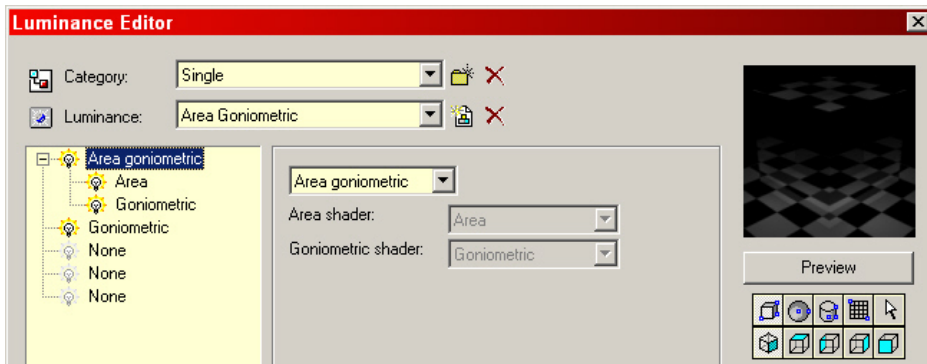 Luminance Editor
Category: Single
Luminance: Area Goniometric
Area goniometric
Area
Goniometric
Goniometric
None
None
None
Area goniometric
Area shader: Area
Goniometric shader: Goniometric
Preview